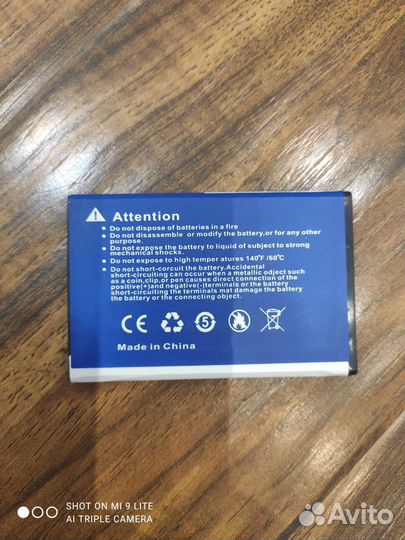 Attention
Do not dispose of batteries in a fire
Do not disassemble or modify the battery,or for any other
purpose.
Do not expose the battery to liquid of subject to strong
mechanical shocks.
Do not expose to high temper atures 140°F /60°C
Do not short-corcuit the battery.Accidental
short-circuiting can occur when a metallic odject such
as a coin,clip,or pen causes direct connection of the
positive(+)and negative(-)terminals or the battery
short-circuiting the terminals mat damage the battery
or the connecting object.
CE 5
Made in China
SHOT ON MI 9 LITE
AI TRIPLE CAMERA
Avito